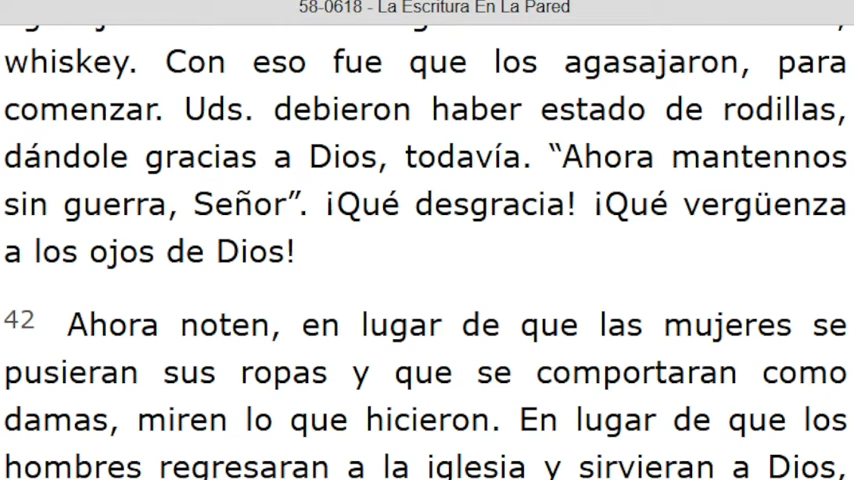 58-0618 - La Escritura En La Pared
whiskey. Con eso fue que los agasajaron, para
comenzar. Uds. debieron haber estado de rodillas,
dándole gracias a Dios, todavía. “Ahora mantennos
sin guerra, Señor”. ¡Qué desgracia! ¡Qué vergüenza
a los ojos de Dios!
42 Ahora noten, en lugar de que las mujeres se
pusieran sus ropas y que se comportaran como
damas, miren lo que hicieron. En lugar de que los
hombres regresaran a la iglesia y sirvieran a Dios,